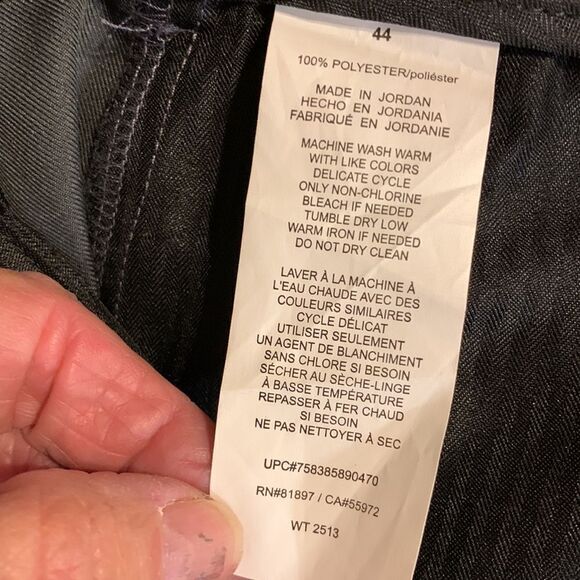 44
100% POLYESTER/poliéster
MADE IN JORDAN
HECHO EN JORDANIA
FABRIQUÉ EN JORDANIE
MACHINE WASH WARM
WITH LIKE COLORS
DELICATE CYCLE
ONLY NON-CHLORINE
BLEACH IF NEEDED
TUMBLE DRY LOW
WARM IRON IF NEEDED
DO NOT DRY CLEAN
LAVER À LA MACHINE À
L'EAU CHAUDE AVEC DES
COULEURS SIMILAIRES
CYCLE DÉLICAT
UTILISER SEULEMENT
UN AGENT DE BLANCHIMENT
SANS CHLORE SI BESOIN
SÉCHER AU SÈCHE-LINGE
À BASSE TEMPÉRATURE
REPASSER À FER CHAUD
SI BESOIN
NE PAS NETTOYER À SEC
UPC#758385890470
RN#81897 / CA#55972
WT 2513